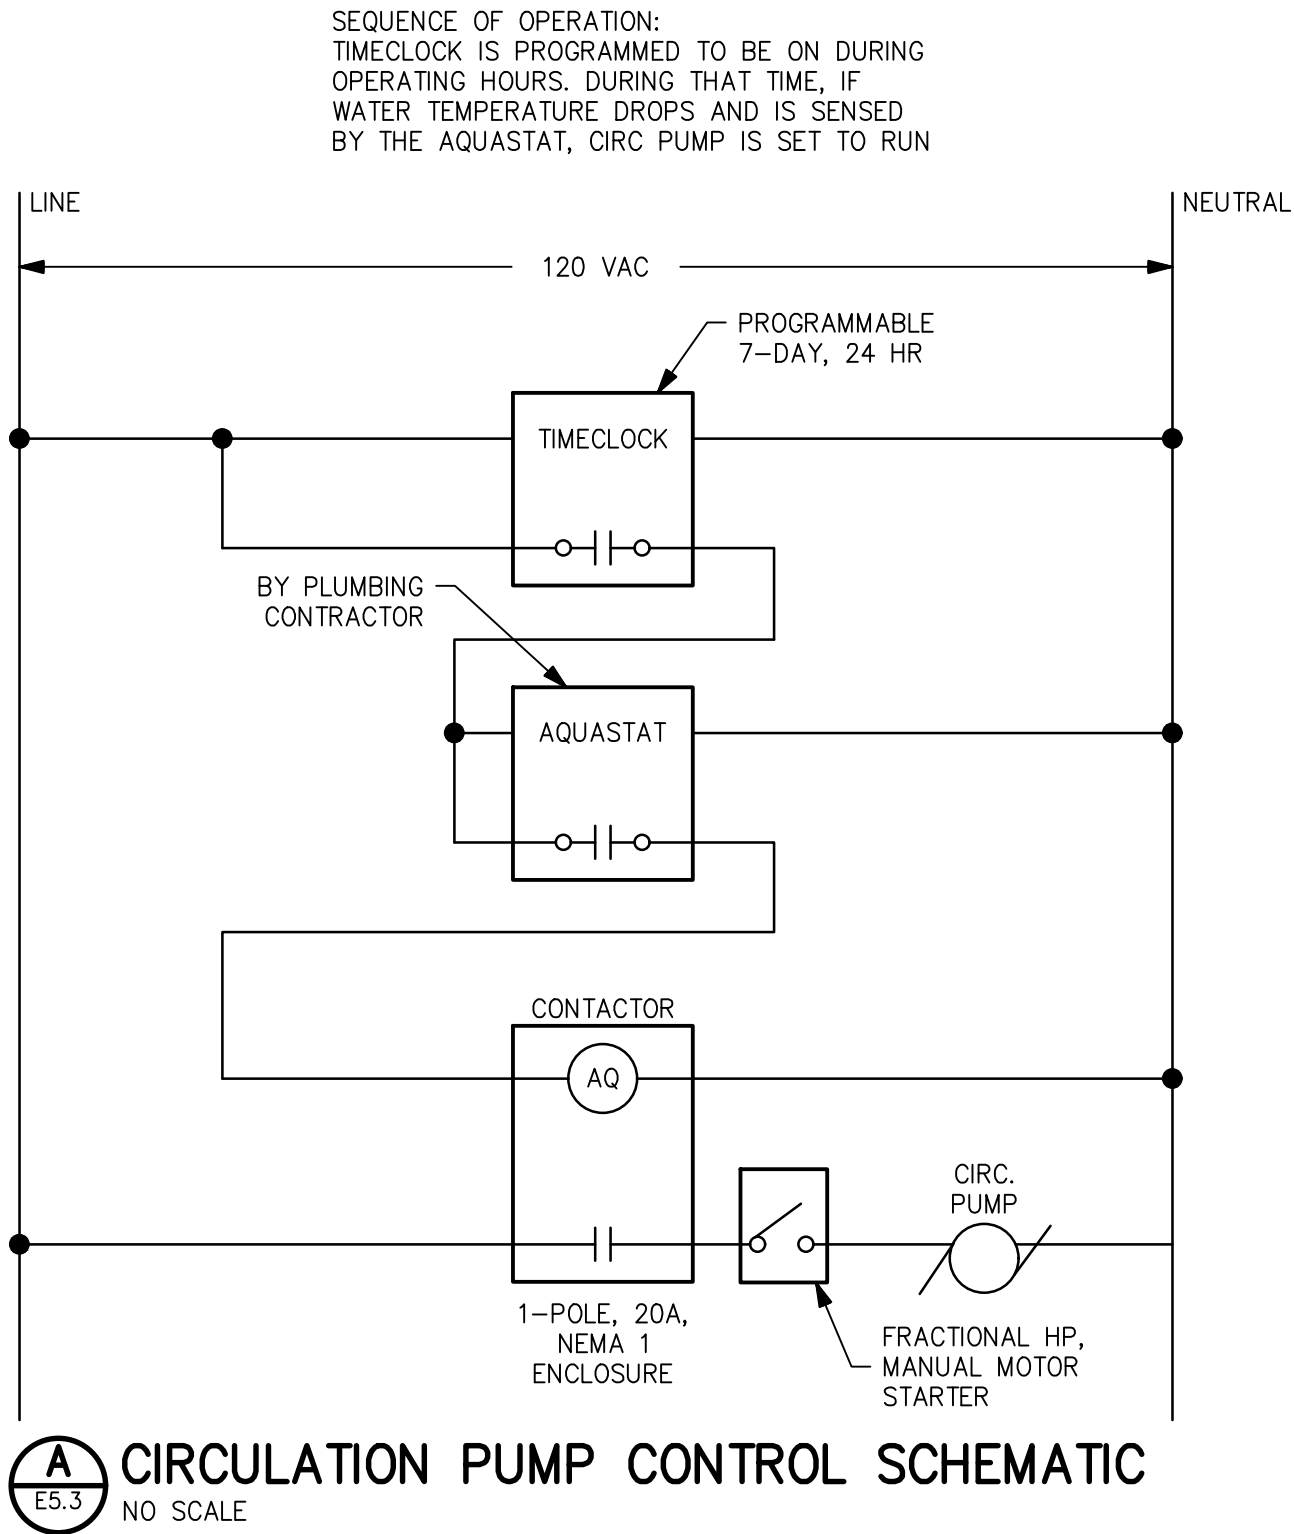 SEQUENCE OF OPERATION:
TIMECLOCK IS PROGRAMMED TO BE ON DURING
OPERATING HOURS. DURING THAT TIME, IF
WATER TEMPERATURE DROPS AND IS SENSED
BY THE AQUASTAT, CIRC PUMP IS SET TO RUN
LINE
NEUTRAL
120 VAC
PROGRAMMABLE
7-DAY, 24 HR
TIMECLOCK
BY PLUMBING
CONTRACTOR
AQUASTAT
CONTACTOR
AQ
CIRC.
PUMP
1-POLE, 20A,
NEMA 1
ENCLOSURE
FRACTIONAL HP,
MANUAL MOTOR
STARTER
A
E5.3
CIRCULATION PUMP CONTROL SCHEMATIC
NO SCALE